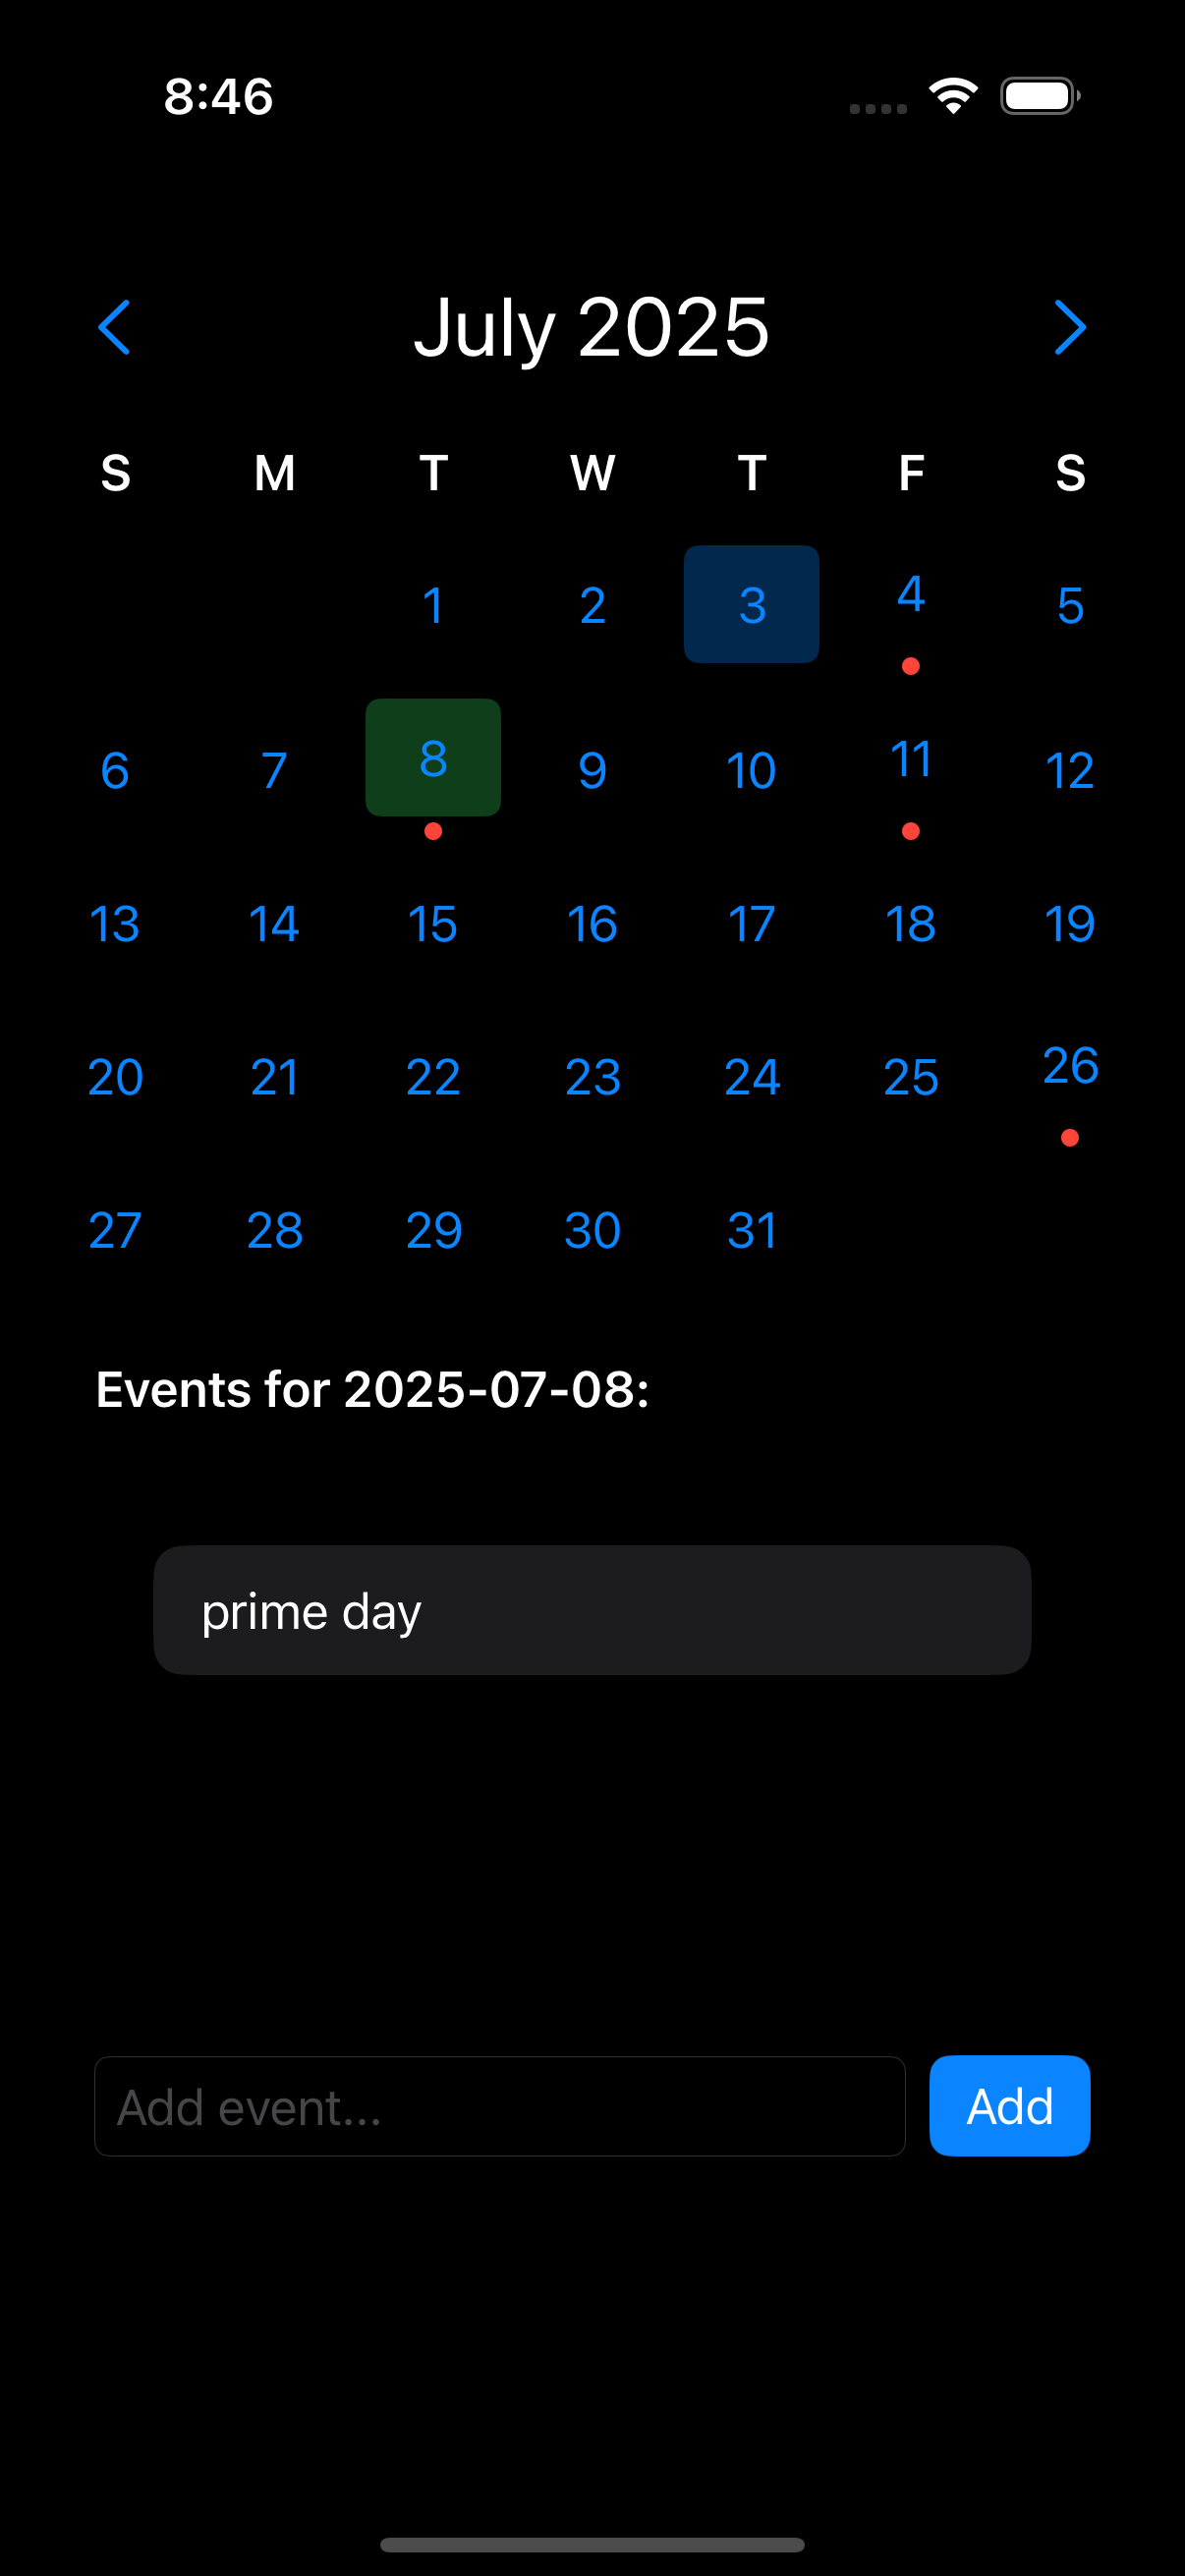 8:46
July 2025
S M T W T F S
1 2 3 4 5
6 7 8 9 10 11 12
13 14 15 16 17 18 19
20 21 22 23 24 25 26
27 28 29 30 31
Events for 2025-07-08:
prime day
Add event... Add